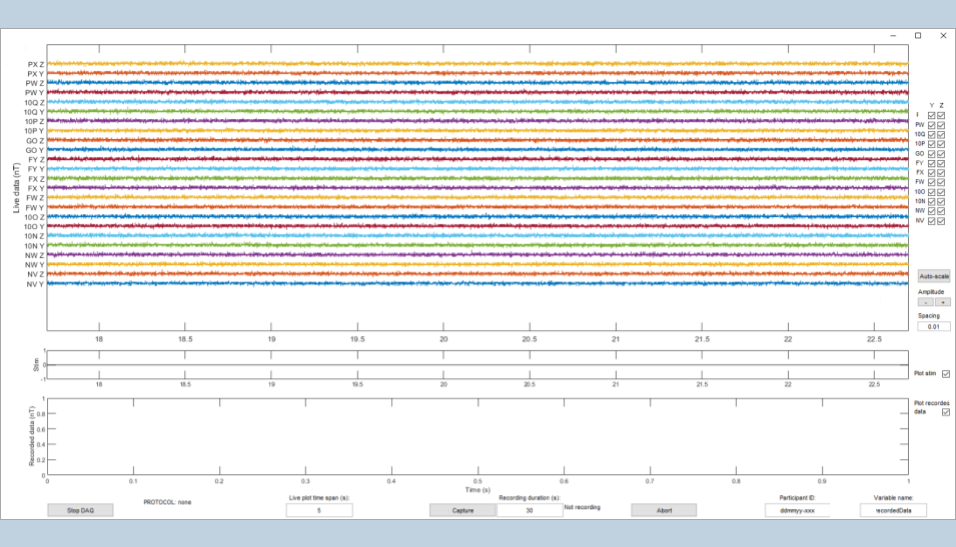 PX Z
PX Y
PW Z
PW Y
10Q Z
10Q Y
10P Z
10P Y
GO Z
GO Y
FY Z
FY Y
FX Z
FX Y
FW Z
FW Y
10O Z
10O Y
10N Z
10N Y
NW Z
NW Y
NV Z
NV Y
Live data (nT)
18 18.5 19 19.5 20 20.5 21 21.5 22 22.5
Y Z
PW
10Q
10P
GO
FY
FX
FW
10O
10N
NW
NV
Auto-scale
Amplitude
- +
Spacing
0.01
1
0
-1
Stim
18 18.5 19 19.5 20 20.5 21 21.5 22 22.5
Plot stim
1
0.8
0.6
0.4
0.2
0
Recorded data (nT)
0 0.1 0.2 0.3 0.4 0.5 0.6 0.7 0.8 0.9 1
Time (s)
Plot recorded
data
Stop DAQ
PROTOCOL: none
Live plot time span (s):
5
Recording duration (s):
Capture
30
Not recording
Abort
Participant ID:
ddmmyy-xxx
Variable name:
recordedData